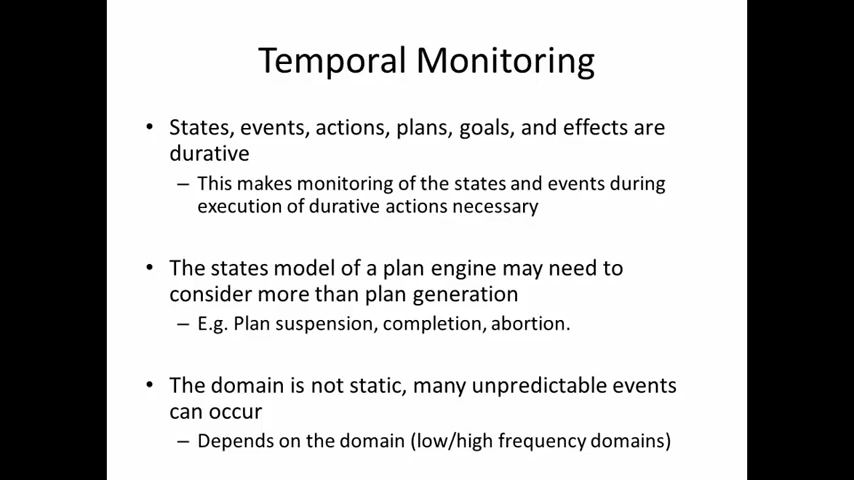 Temporal Monitoring
• States, events, actions, plans, goals, and effects are
durative
– This makes monitoring of the states and events during
execution of durative actions necessary
• The states model of a plan engine may need to
consider more than plan generation
– E.g. Plan suspension, completion, abortion.
• The domain is not static, many unpredictable events
can occur
– Depends on the domain (low/high frequency domains)